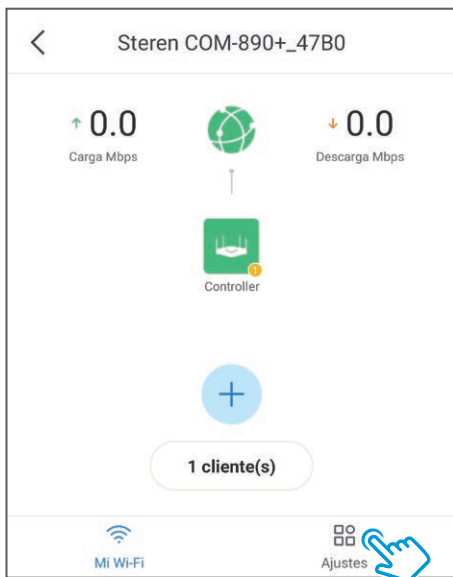 Steren COM-890+_47B0
↑ 0.0
Carga Mbps
↓ 0.0
Descarga Mbps
1
Controller
+
1 cliente(s)
Mi Wi-Fi
Ajustes